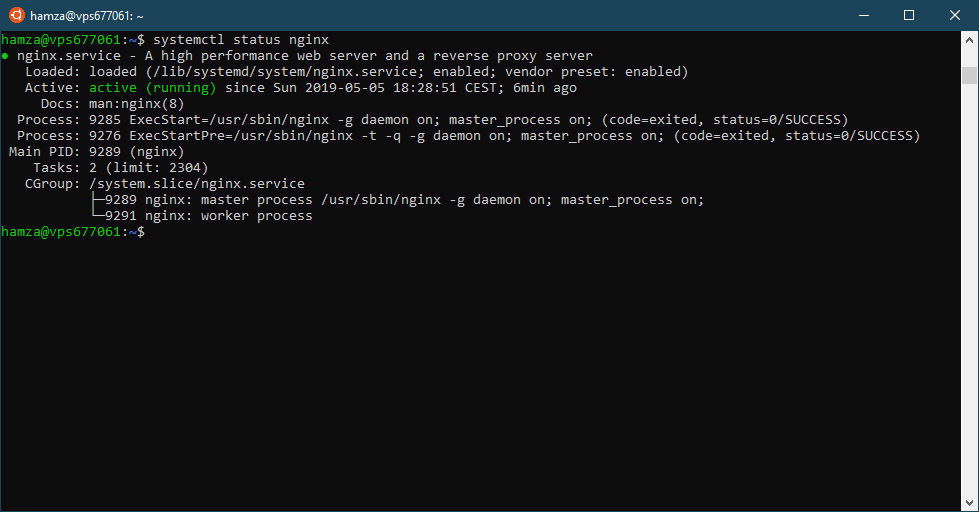 hamza@vps677061: ~
hamza@vps677061:~$ systemctl status nginx
● nginx.service - A high performance web server and a reverse proxy server
   Loaded: loaded (/lib/systemd/system/nginx.service; enabled; vendor preset: enabled)
   Active: active (running) since Sun 2019-05-05 18:28:51 CEST; 6min ago
     Docs: man:nginx(8)
  Process: 9285 ExecStart=/usr/sbin/nginx -g daemon on; master_process on; (code=exited, status=0/SUCCESS)
  Process: 9276 ExecStartPre=/usr/sbin/nginx -t -q -g daemon on; master_process on; (code=exited, status=0/SUCCESS)
 Main PID: 9289 (nginx)
    Tasks: 2 (limit: 2304)
   CGroup: /system.slice/nginx.service
           ├─9289 nginx: master process /usr/sbin/nginx -g daemon on; master_process on;
           └─9291 nginx: worker process
hamza@vps677061:~$